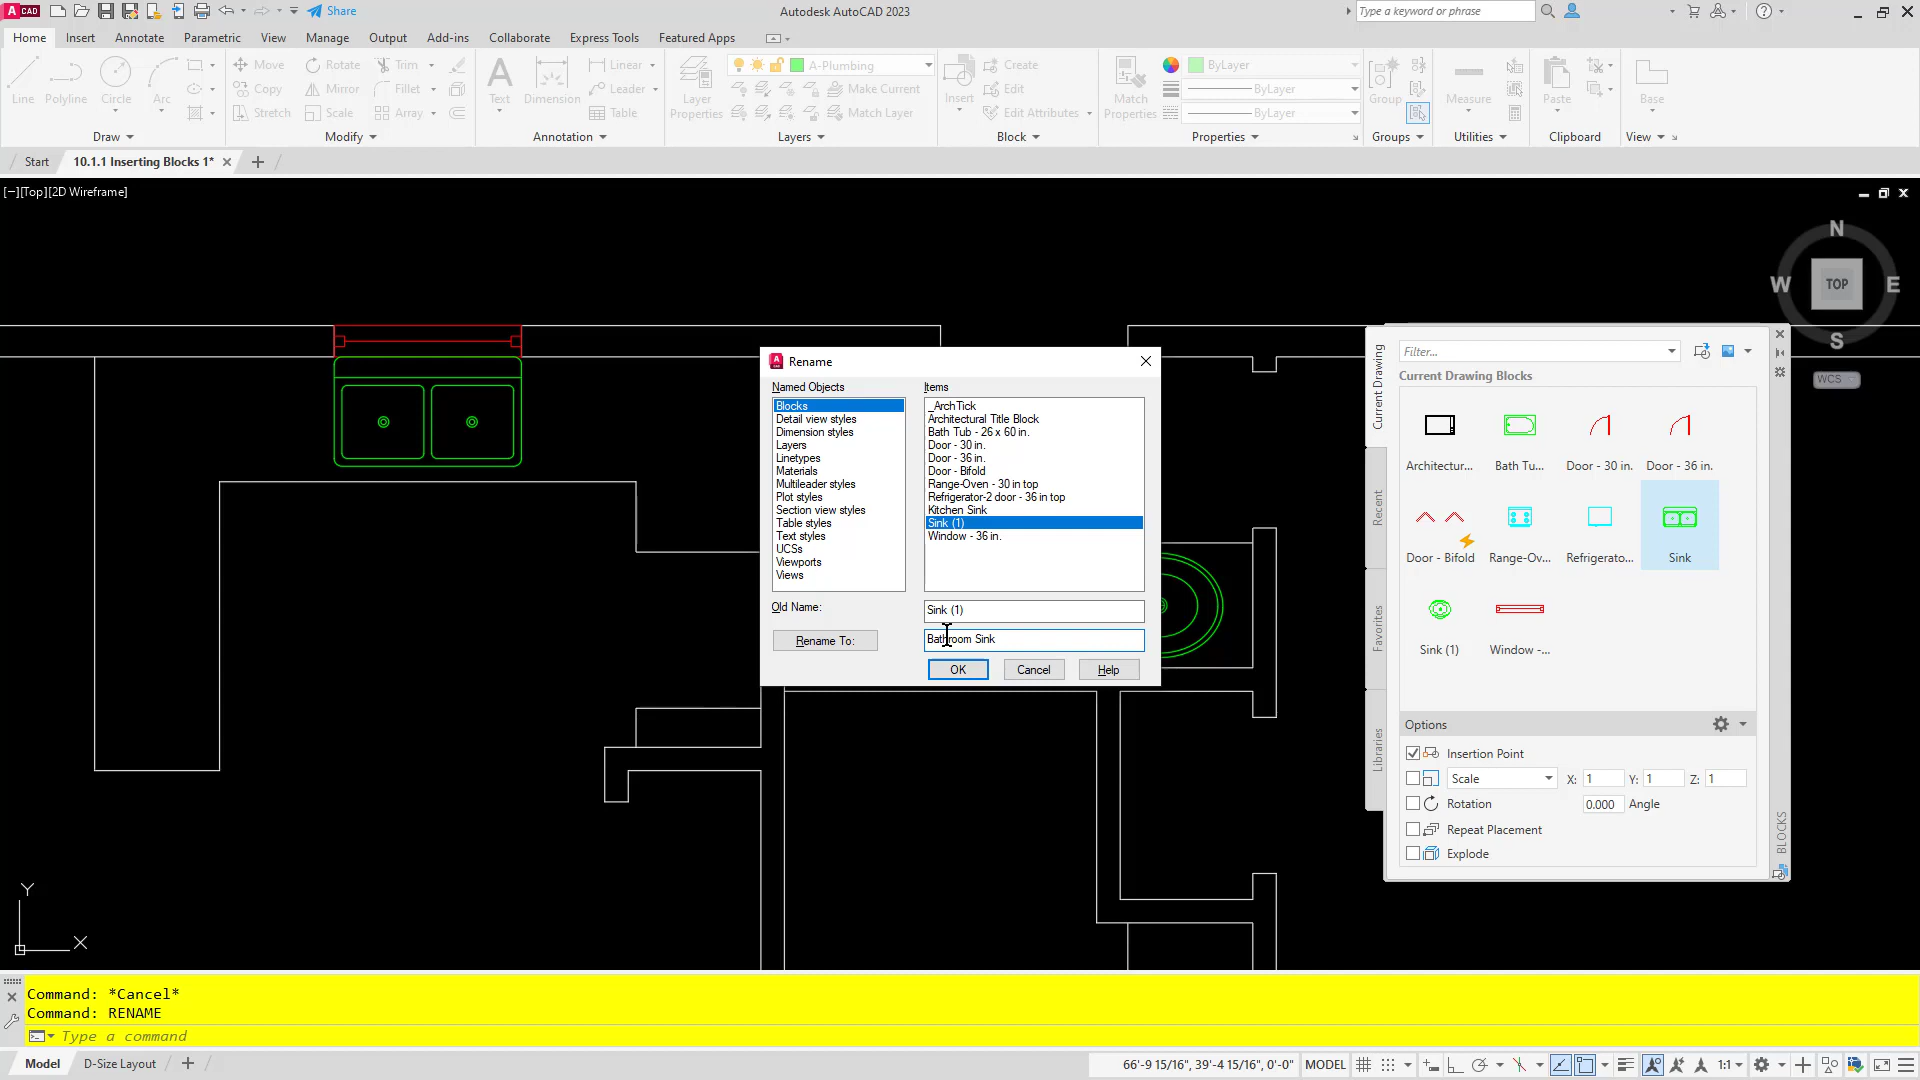 CAD
Share
Autodesk AutoCAD 2023
Type a keyword or phrase
Home Insert Annotate Parametric View Manage Output Add-ins Collaborate Express Tools Featured Apps
Line Polyline Circle Arc
Move Rotate Trim
Copy Mirror Fillet
Stretch Scale Array
Text Dimension
Linear
Leader
Table
Layer Properties
A-Plumbing
Make Current
Match Layer
Insert
Create
Edit
Edit Attributes
Match Properties
ByLayer
ByLayer
ByLayer
Group
Measure
Paste
Base
Draw Modify Annotation Layers Block Properties Groups Utilities Clipboard View
Start 10.1.1 Inserting Blocks 1*
[−][Top][2D Wireframe]
N
W TOP E
S
WCS
Rename
Named Objects
Blocks
Detail view styles
Dimension styles
Layers
Linetypes
Materials
Multileader styles
Plot styles
Section view styles
Table styles
Text styles
UCSs
Viewports
Views
Items
_ArchTick
Architectural Title Block
Bath Tub - 26 x 60 in.
Door - 30 in.
Door - 36 in.
Door - Bifold
Range-Oven - 30 in top
Refrigerator-2 door - 36 in top
Kitchen Sink
Sink (1)
Window - 36 in.
Old Name: Sink (1)
Rename To: Bathroom Sink
OK Cancel Help
Current Drawing
Recent
Favorites
Libraries
Filter...
Current Drawing Blocks
Architectur... Bath Tu... Door - 30 in. Door - 36 in.
Door - Bifold Range-Ov... Refrigerato... Sink
Sink (1) Window -...
Options
Insertion Point
Scale X: 1 Y: 1 Z: 1
Rotation 0.000 Angle
Repeat Placement
Explode
BLOCKS
Y
X
Command: *Cancel*
Command: RENAME
Type a command
Model D-Size Layout
66'-9 15/16", 39'-4 15/16", 0'-0" MODEL 1:1